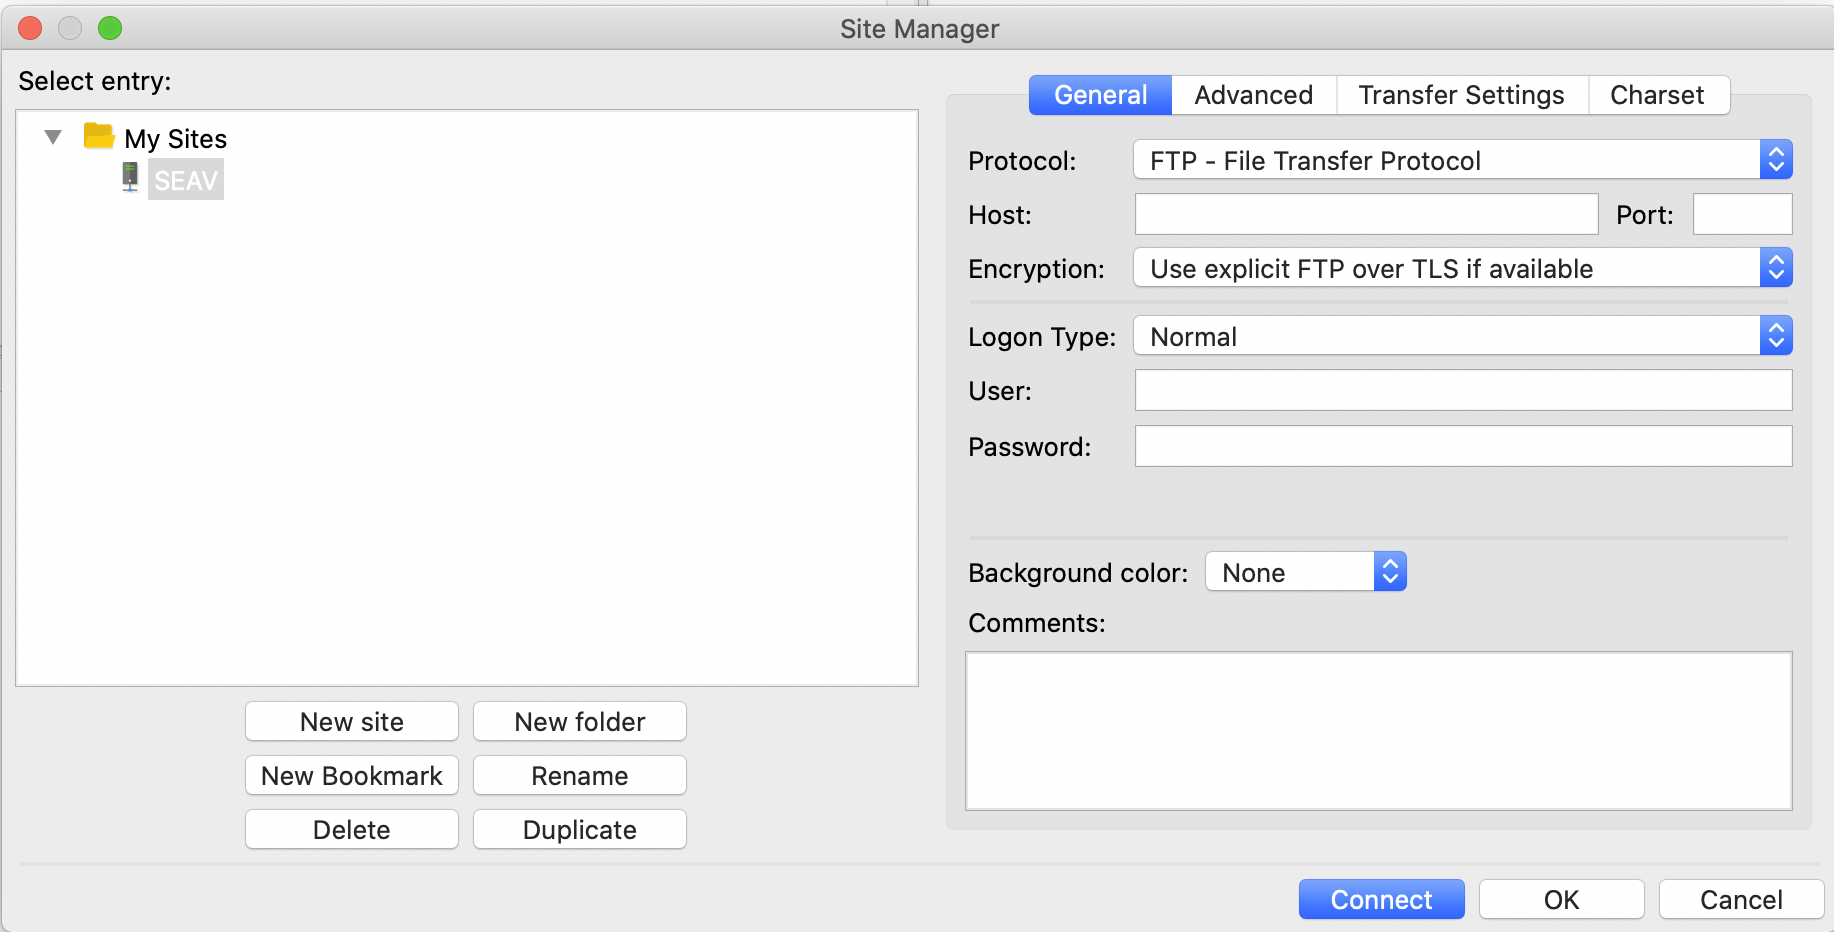 Site Manager
Select entry:
My Sites
SEAV
New site New folder
New Bookmark Rename
Delete Duplicate
General Advanced Transfer Settings Charset
Protocol: FTP - File Transfer Protocol
Host: Port:
Encryption: Use explicit FTP over TLS if available
Logon Type: Normal
User:
Password:
Background color: None
Comments:
Connect OK Cancel